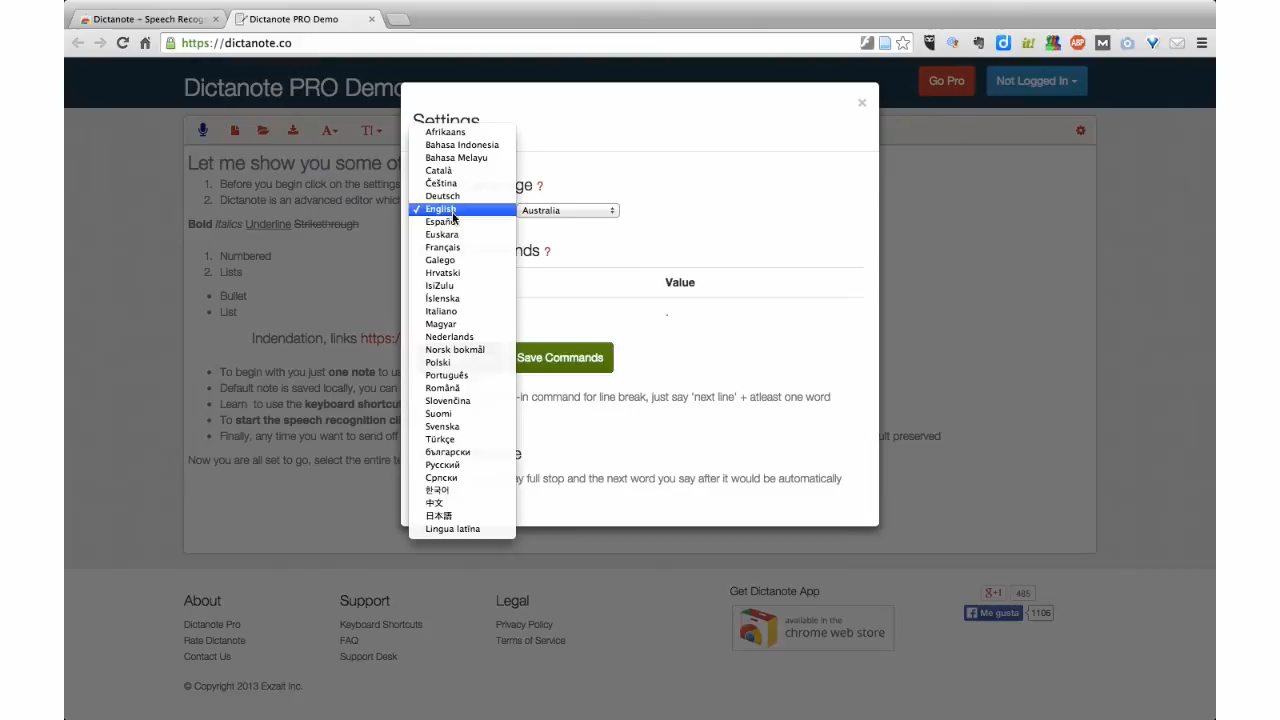 Dictanote - Speech Recog
Dictanote PRO Demo
https://dictanote.co
Dictanote PRO Demo
Go Pro
Not Logged In
Settings
Let me show you some of
1. Before you begin click on the settings
2. Dictanote is an advanced editor whic
Bold Italics Underline Strikethrough
1. Numbered
2. Lists
• Bullet
• List
Indendation, links https:/
• To begin with you just one note to us
• Default note is saved locally, you can
• Learn to use the keyboard shortcu
• To start the speech recognition cli
• Finally, any time you want to send off
ult preserved
Now you are all set to go, select the entire te
Afrikaans
Bahasa Indonesia
Bahasa Melayu
Català
Čeština
Deutsch
✓ English
Español
Euskara
Français
Galego
Hrvatski
IsiZulu
Íslenska
Italiano
Magyar
Nederlands
Norsk bokmål
Polski
Português
Română
Slovenčina
Suomi
Svenska
Türkçe
български
Русский
Српски
한국어
中文
日本語
Lingua latīna
ge ?
Australia
nds ?
Value
.
Save Commands
-in command for line break, just say 'next line' + atleast one word
e
y full stop and the next word you say after it would be automatically
About
Dictanote Pro
Rate Dictanote
Contact Us
Support
Keyboard Shortcuts
FAQ
Support Desk
Legal
Privacy Policy
Terms of Service
Get Dictanote App
available in the
chrome web store
g+1 485
Me gusta 1106
© Copyright 2013 Exzait Inc.